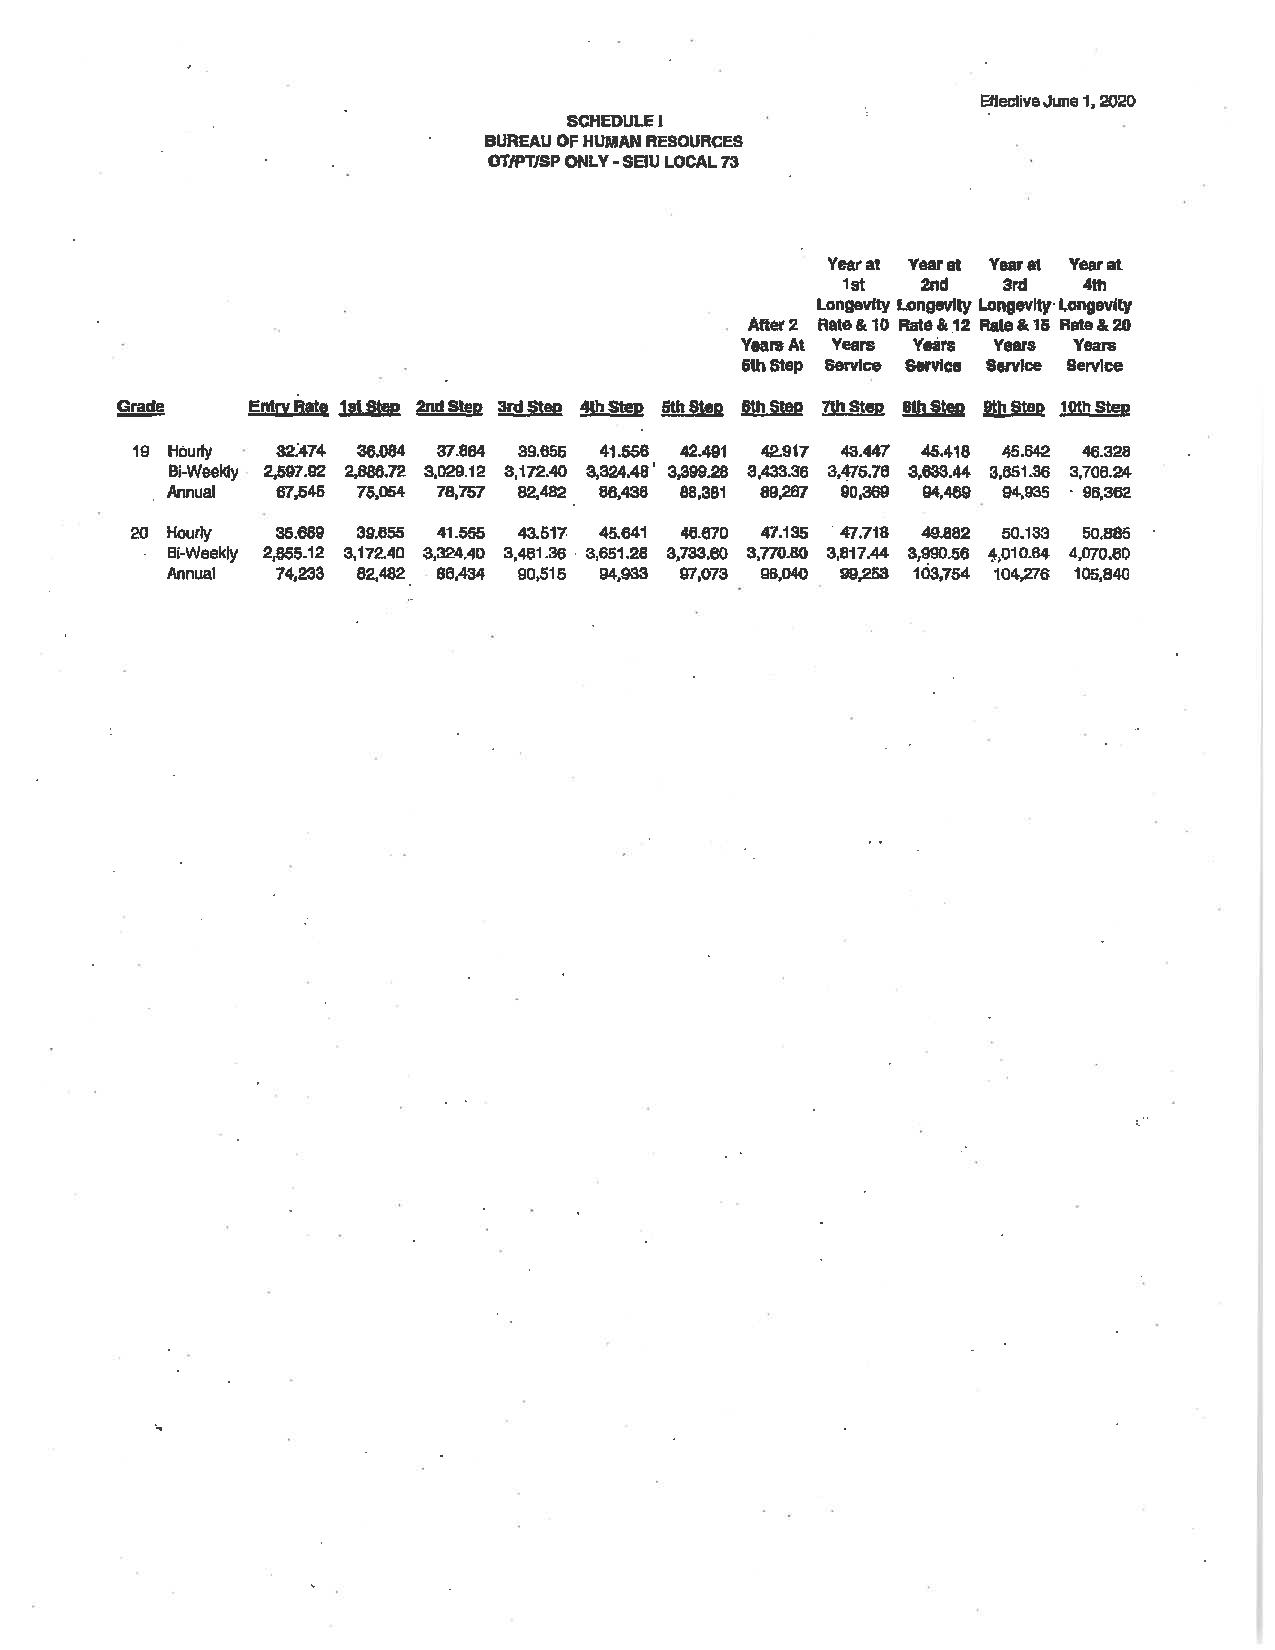 Effective June 1, 2020
SCHEDULE I
BUREAU OF HUMAN RESOURCES
OT/PT/SP ONLY - SEIU LOCAL 73
Year at Year at Year at Year at
1st 2nd 3rd 4th
Longevity Longevity Longevity Longevity
After 2 Rate & 10 Rate & 12 Rate & 15 Rate & 20
Years At Years Years Years Years
5th Step Service Service Service Service
Grade Entry Rate 1st Step 2nd Step 3rd Step 4th Step 5th Step 6th Step 7th Step 8th Step 9th Step 10th Step
19 Hourly 32.474 36.084 37.864 39.655 41.556 42.491 42.917 43.447 45.418 45.642 46.328
Bi-Weekly 2,597.92 2,886.72 3,029.12 3,172.40 3,324.48 3,399.28 3,433.36 3,475.76 3,633.44 3,651.36 3,706.24
Annual 67,545 75,054 78,757 82,482 86,436 88,381 89,267 90,369 94,469 94,935 96,362
20 Hourly 35.689 39.655 41.555 43.517 45.641 46.670 47.135 47.718 49.882 50.133 50.885
Bi-Weekly 2,855.12 3,172.40 3,324.40 3,481.36 3,651.28 3,733.60 3,770.80 3,817.44 3,990.56 4,010.64 4,070.80
Annual 74,233 82,482 86,434 90,515 94,933 97,073 98,040 99,253 103,754 104,276 105,840